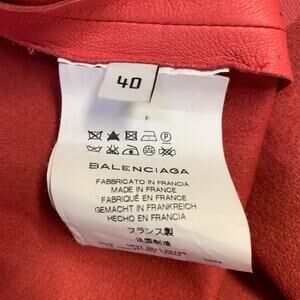 40
BALENCIAGA
FABBRICATO IN FRANCIA
MADE IN FRANCE
FABRIQUÉ EN FRANCE
GEMACHT IN FRANKREICH
HECHO EN FRANCIA
フランス製
法国制造